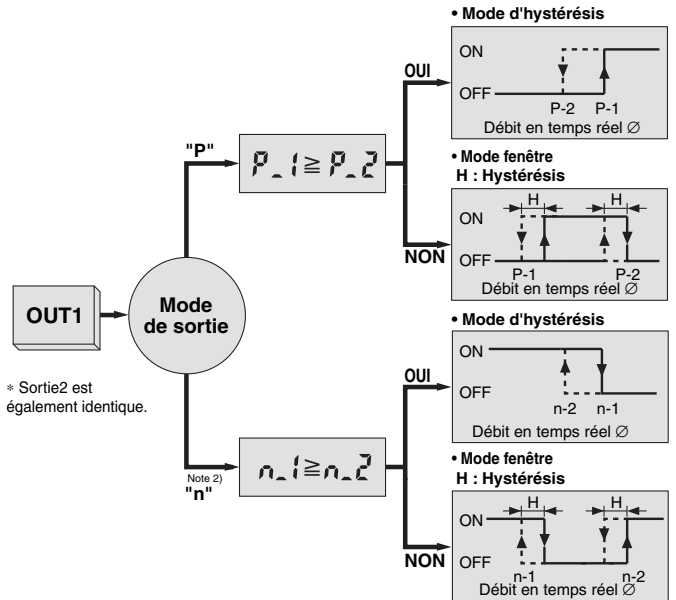 • Mode d'hystérésis
ON
OFF
P-2 P-1
Débit en temps réel ∅
OUI
"P"
P_1 ≧ P_2
• Mode fenêtre
H : Hystérésis
H H
ON
OFF
P-1 P-2
Débit en temps réel ∅
NON
OUT1
Mode
de sortie
∗ Sortie2 est
également identique.
• Mode d'hystérésis
ON
OFF
n-2 n-1
Débit en temps réel ∅
OUI
Note 2)
"n"
n_1 ≧ n_2
• Mode fenêtre
H : Hystérésis
H H
ON
OFF
n-1 n-2
Débit en temps réel ∅
NON